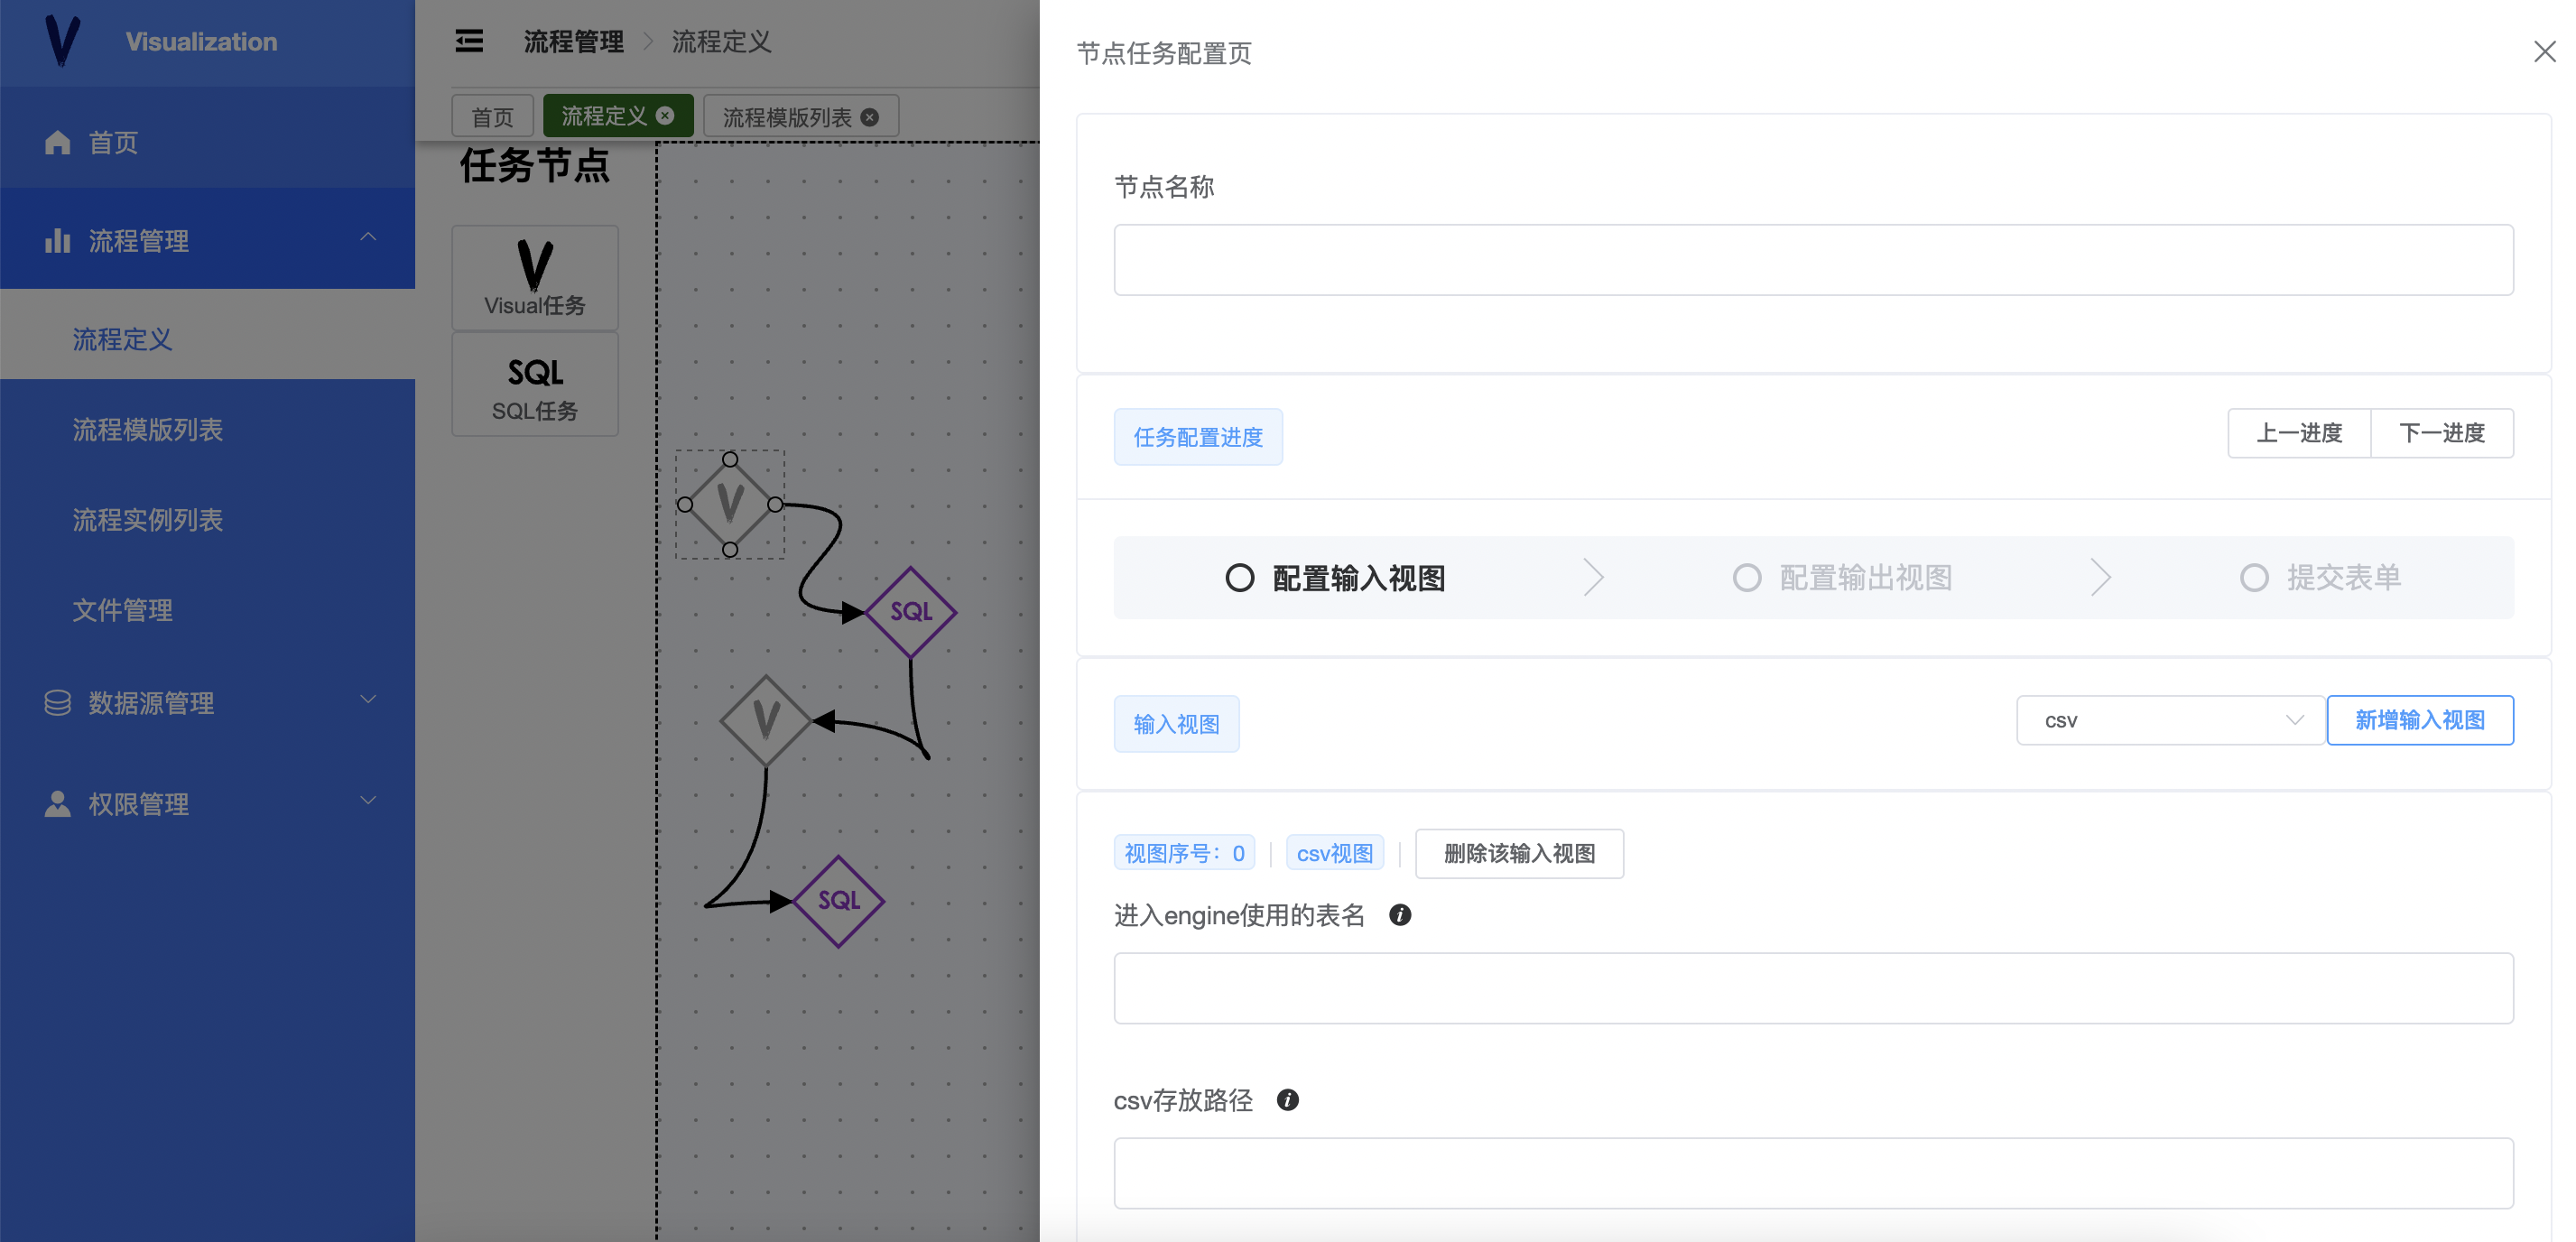 Visualization
首页
流程管理
流程定义
流程模版列表
流程实例列表
文件管理
数据源管理
权限管理
流程管理 流程定义
首页 流程定义 流程模版列表
任务节点
Visual任务
SQL
SQL任务
V
SQL
V
SQL
节点任务配置页
节点名称
任务配置进度 上一进度 下一进度
配置输入视图 配置输出视图 提交表单
输入视图 csv 新增输入视图
视图序号：0 csv视图 删除该输入视图
进入engine使用的表名
csv存放路径